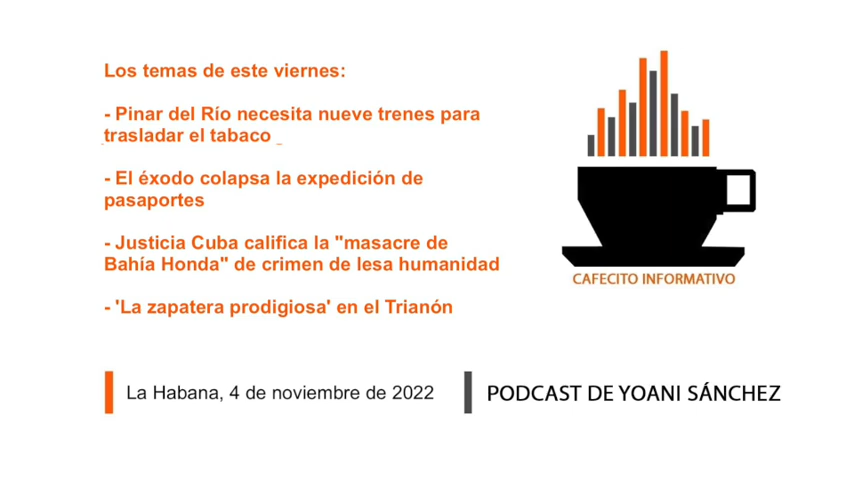 Los temas de este viernes:
- Pinar del Río necesita nueve trenes para
trasladar el tabaco
- El éxodo colapsa la expedición de
pasaportes
- Justicia Cuba califica la "masacre de
Bahía Honda" de crimen de lesa humanidad
- 'La zapatera prodigiosa' en el Trianón
CAFECITO INFORMATIVO
La Habana, 4 de noviembre de 2022
PODCAST DE YOANI SÁNCHEZ